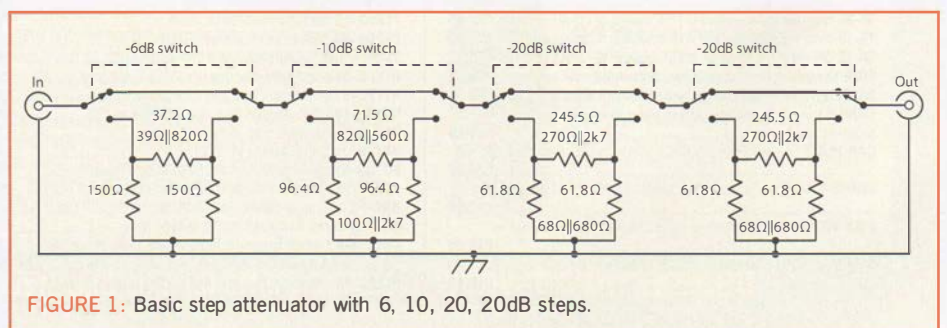 -6dB switch -10dB switch -20dB switch -20dB switch
In Out
37.2Ω 71.5Ω 245.5Ω 245.5Ω
39Ω||820Ω 82Ω||560Ω 270Ω||2k7 270Ω||2k7
150Ω 150Ω 96.4Ω 96.4Ω 61.8Ω 61.8Ω 61.8Ω 61.8Ω
100Ω||2k7 68Ω||680Ω 68Ω||680Ω
FIGURE 1: Basic step attenuator with 6, 10, 20, 20dB steps.